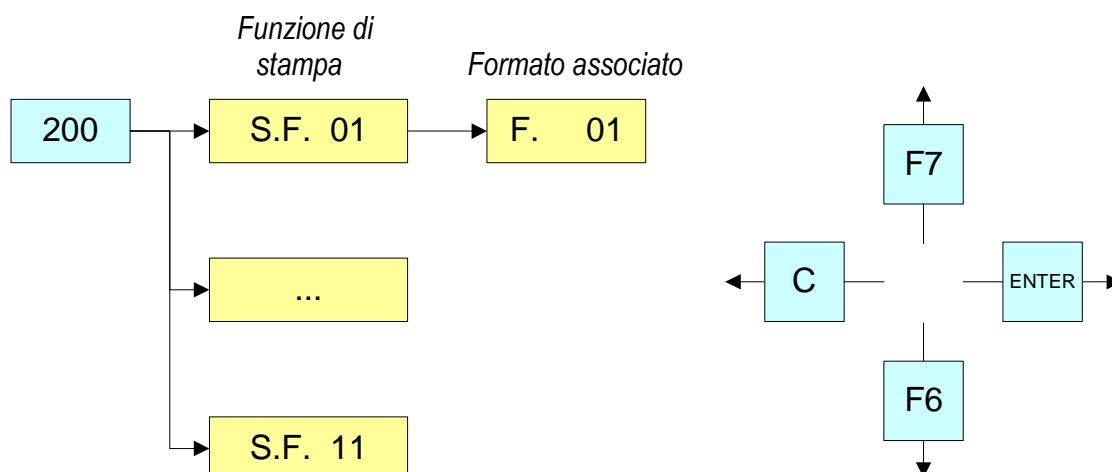 Funzione di
stampa
Formato associato
200
S.F. 01
F. 01
F7
...
C
ENTER
F6
S.F. 11